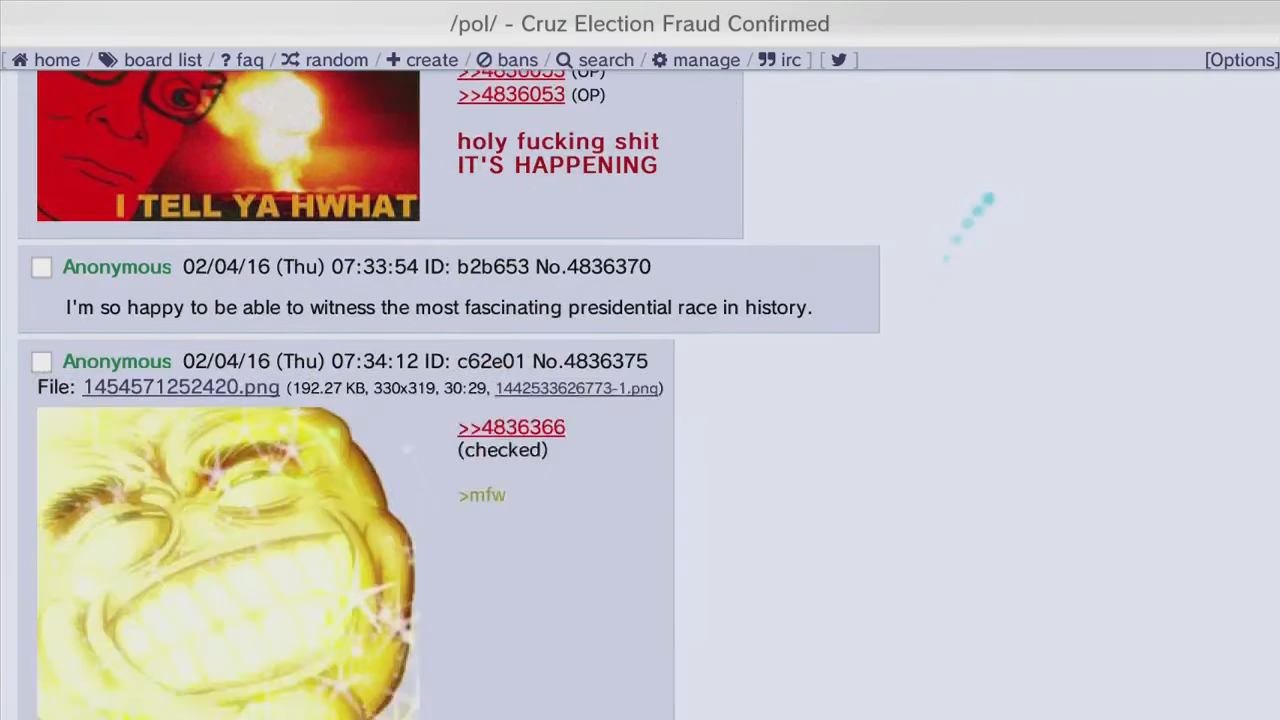 /pol/ - Cruz Election Fraud Confirmed
[ home / board list / ? faq / random / create / bans / search / manage / irc ] [ ] [Options]
>>4836053 (OP)
>>4836053 (OP)
holy fucking shit
IT'S HAPPENING
I TELL YA HWHAT
Anonymous 02/04/16 (Thu) 07:33:54 ID: b2b653 No.4836370
I'm so happy to be able to witness the most fascinating presidential race in history.
Anonymous 02/04/16 (Thu) 07:34:12 ID: c62e01 No.4836375
File: 1454571252420.png (192.27 KB, 330x319, 30:29, 1442533626773-1.png)
>>4836366
(checked)
>mfw